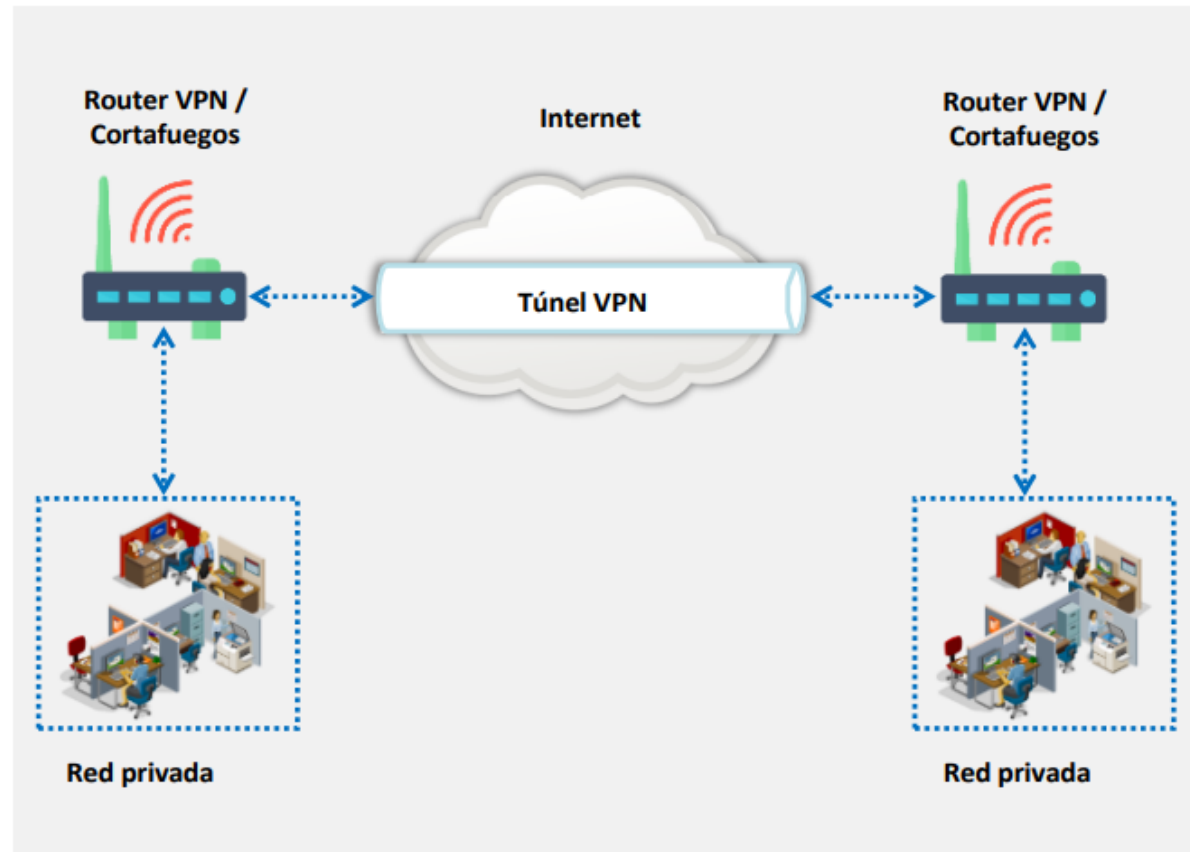 Router VPN /
Cortafuegos
Internet
Router VPN /
Cortafuegos
Túnel VPN
Red privada
Red privada